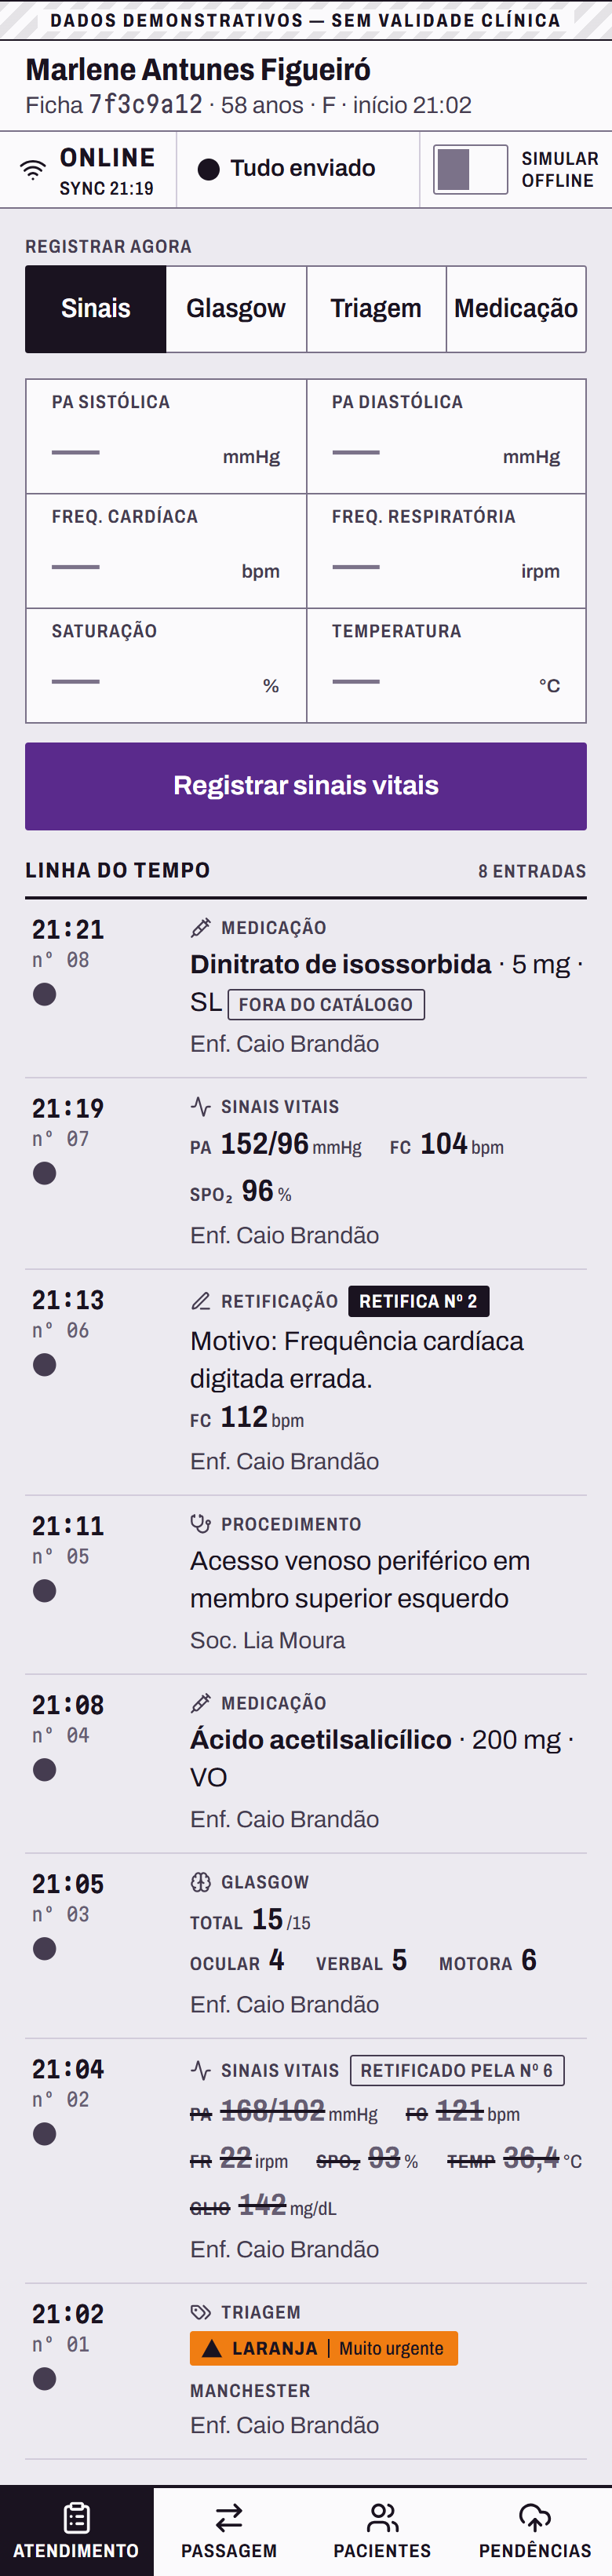 DADOS DEMONSTRATIVOS — SEM VALIDADE CLÍNICA
Marlene Antunes Figueiró
Ficha 7f3c9a12 · 58 anos · F · início 21:02
ONLINE
SYNC 21:19
Tudo enviado
SIMULAR
OFFLINE
REGISTRAR AGORA
Sinais
Glasgow
Triagem
Medicação
PA SISTÓLICA
— mmHg
PA DIASTÓLICA
— mmHg
FREQ. CARDÍACA
— bpm
FREQ. RESPIRATÓRIA
— irpm
SATURAÇÃO
— %
TEMPERATURA
— °C
Registrar sinais vitais
LINHA DO TEMPO
8 ENTRADAS
21:21
nº 08
MEDICAÇÃO
Dinitrato de isossorbida · 5 mg ·
SL FORA DO CATÁLOGO
Enf. Caio Brandão
21:19
nº 07
SINAIS VITAIS
PA 152/96 mmHg FC 104 bpm
SPO₂ 96 %
Enf. Caio Brandão
21:13
nº 06
RETIFICAÇÃO RETIFICA Nº 2
Motivo: Frequência cardíaca
digitada errada.
FC 112 bpm
Enf. Caio Brandão
21:11
nº 05
PROCEDIMENTO
Acesso venoso periférico em
membro superior esquerdo
Soc. Lia Moura
21:08
nº 04
MEDICAÇÃO
Ácido acetilsalicílico · 200 mg ·
VO
Enf. Caio Brandão
21:05
nº 03
GLASGOW
TOTAL 15 /15
OCULAR 4 VERBAL 5 MOTORA 6
Enf. Caio Brandão
21:04
nº 02
SINAIS VITAIS RETIFICADO PELA Nº 6
PA 168/102 mmHg FC 121 bpm
FR 22 irpm SPO₂ 93 % TEMP 36,4 °C
GLIC 142 mg/dL
Enf. Caio Brandão
21:02
nº 01
TRIAGEM
LARANJA | Muito urgente
MANCHESTER
Enf. Caio Brandão
ATENDIMENTO
PASSAGEM
PACIENTES
PENDÊNCIAS